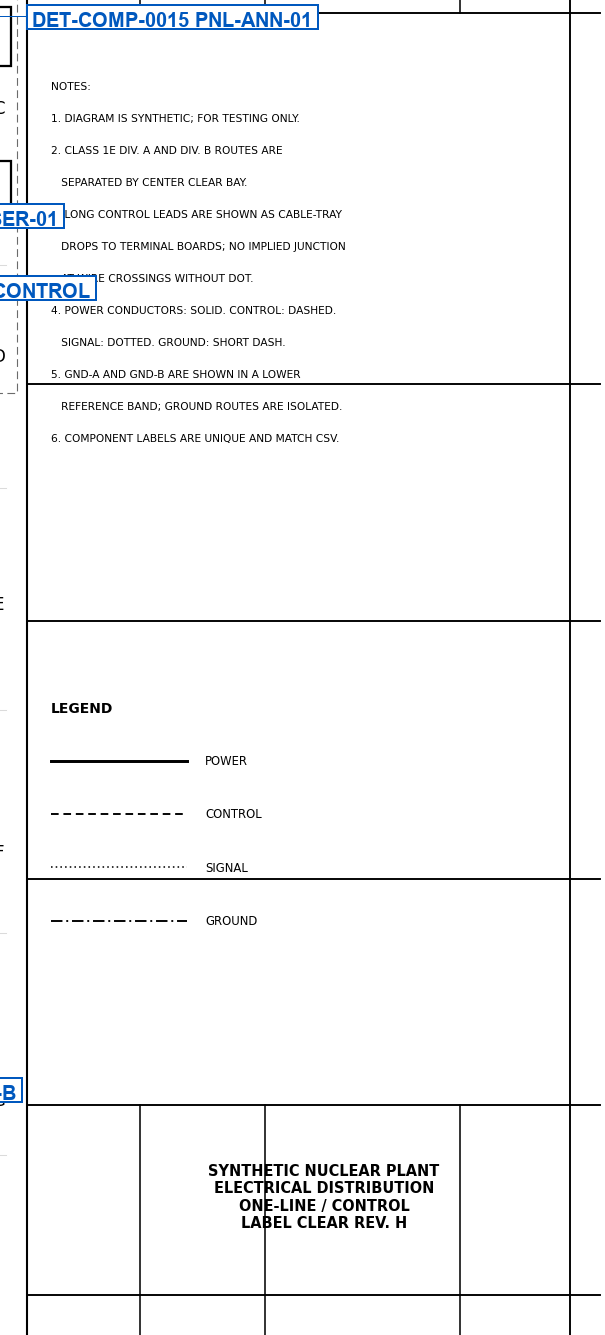 DET-COMP-0015 PNL-ANN-01
NOTES:
C
1. DIAGRAM IS SYNTHETIC; FOR TESTING ONLY.
2. CLASS 1E DIV. A AND DIV. B ROUTES ARE
SEPARATED BY CENTER CLEAR BAY.
SER-01
LONG CONTROL LEADS ARE SHOWN AS CABLE-TRAY
DROPS TO TERMINAL BOARDS; NO IMPLIED JUNCTION
CROSSINGS WITHOUT DOT.
CONTROL
4. POWER CONDUCTORS: SOLID. CONTROL: DASHED.
SIGNAL: DOTTED. GROUND: SHORT DASH.
D
5. GND-A AND GND-B ARE SHOWN IN A LOWER
REFERENCE BAND; GROUND ROUTES ARE ISOLATED.
6. COMPONENT LABELS ARE UNIQUE AND MATCH CSV.
E
LEGEND
POWER
CONTROL
F
SIGNAL
GROUND
-B
SYNTHETIC NUCLEAR PLANT
ELECTRICAL DISTRIBUTION
ONE-LINE / CONTROL
LABEL CLEAR REV. H